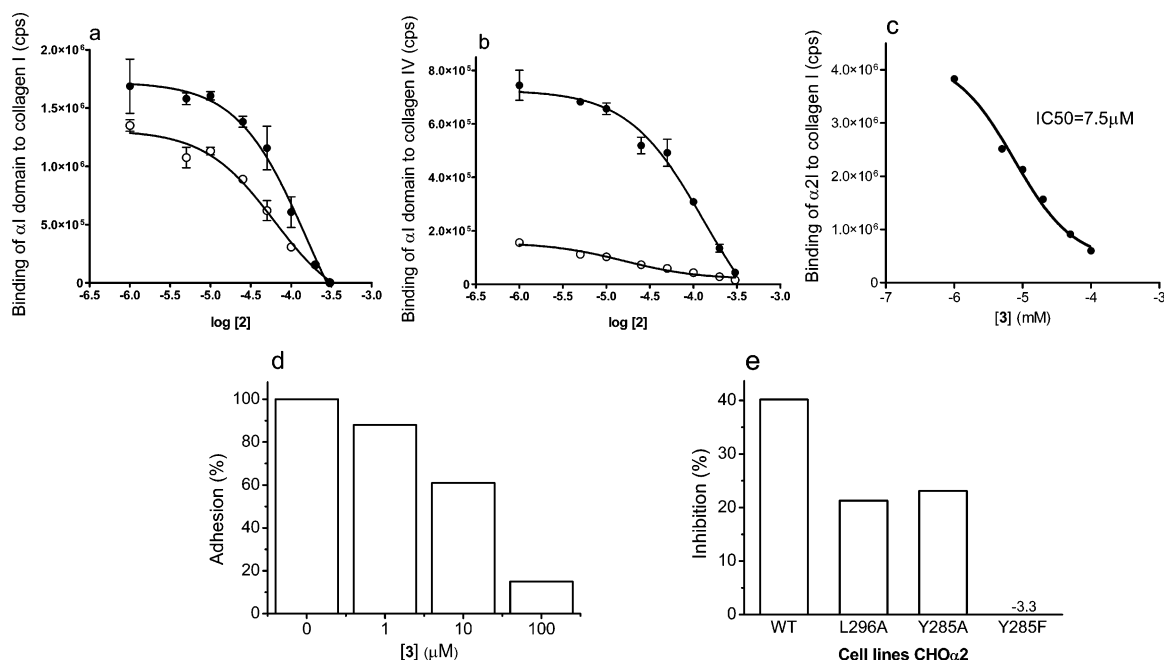 a
Binding of αI domain to collagen I (cps)
2.0×10⁶
1.5×10⁶
1.0×10⁶
5.0×10⁵
0
-6.5 -6.0 -5.5 -5.0 -4.5 -4.0 -3.5 -3.0
log [2]
b
Binding of αI domain to collagen IV (cps)
8.0×10⁵
6.0×10⁵
4.0×10⁵
2.0×10⁵
0
-6.5 -6.0 -5.5 -5.0 -4.5 -4.0 -3.5 -3.0
log [2]
c
Binding of α2I to collagen I (cps)
4.0×10⁶
3.0×10⁶
2.0×10⁶
1.0×10⁶
0
IC50=7.5μM
-7 -6 -5 -4 -3
[3] (mM)
d
Adhesion (%)
100
80
60
40
20
0
0 1 10 100
[3] (μM)
e
Inhibition (%)
40
30
20
10
0
-3.3
WT L296A Y285A Y285F
Cell lines CHOα2